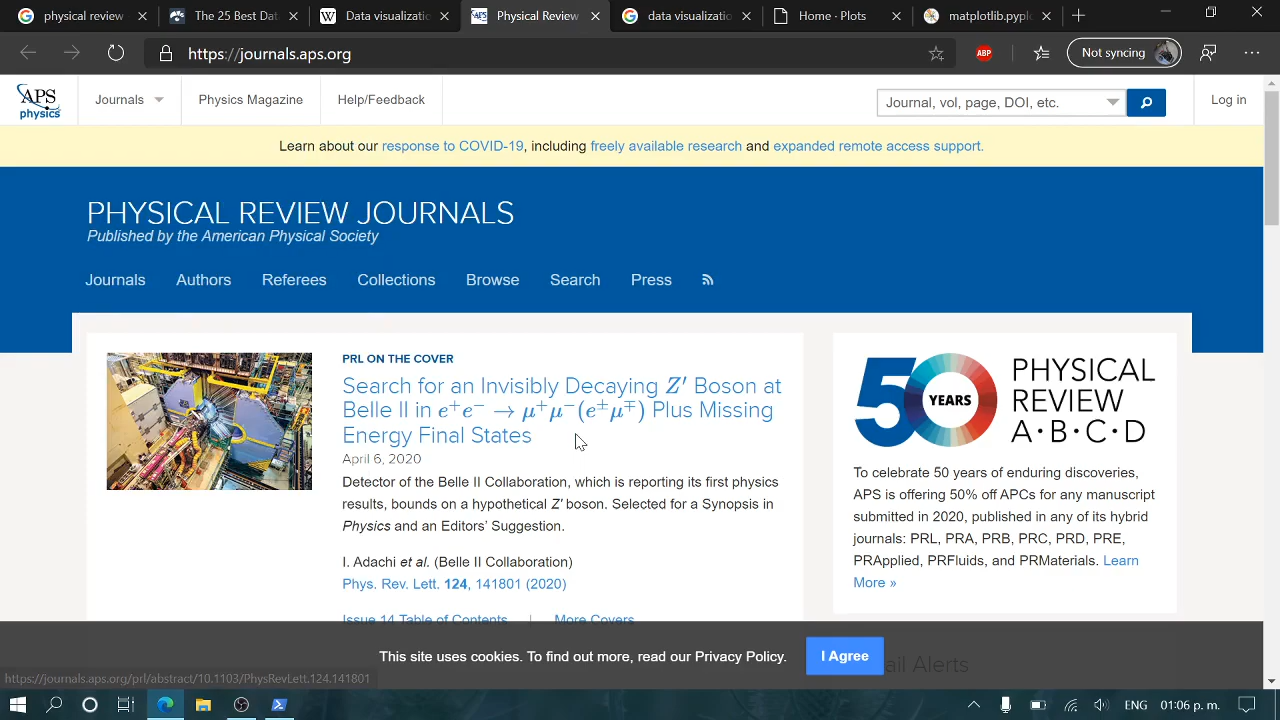 physical review
The 25 Best Dat
Data visualizatio
Physical Review
data visualizatio
Home · Plots
matplotlib.pypl
https://journals.aps.org
ABP
Not syncing
APS
physics
Journals
Physics Magazine
Help/Feedback
Journal, vol, page, DOI, etc.
Log in
Learn about our response to COVID-19, including freely available research and expanded remote access support.
PHYSICAL REVIEW JOURNALS
Published by the American Physical Society
Journals
Authors
Referees
Collections
Browse
Search
Press
PRL ON THE COVER
Search for an Invisibly Decaying Z′ Boson at
Belle II in e⁺e⁻ → μ⁺μ⁻(e±μ∓) Plus Missing
Energy Final States
April 6, 2020
Detector of the Belle II Collaboration, which is reporting its first physics
results, bounds on a hypothetical Z′ boson. Selected for a Synopsis in
Physics and an Editors' Suggestion.
I. Adachi et al. (Belle II Collaboration)
Phys. Rev. Lett. 124, 141801 (2020)
Issue 14 Table of Contents | More Covers
50 YEARS
PHYSICAL
REVIEW
A·B·C·D
To celebrate 50 years of enduring discoveries,
APS is offering 50% off APCs for any manuscript
submitted in 2020, published in any of its hybrid
journals: PRL, PRA, PRB, PRC, PRD, PRE,
PRApplied, PRFluids, and PRMaterials. Learn
More »
ail Alerts
This site uses cookies. To find out more, read our Privacy Policy.
I Agree
https://journals.aps.org/prl/abstract/10.1103/PhysRevLett.124.141801
ENG
01:06 p. m.